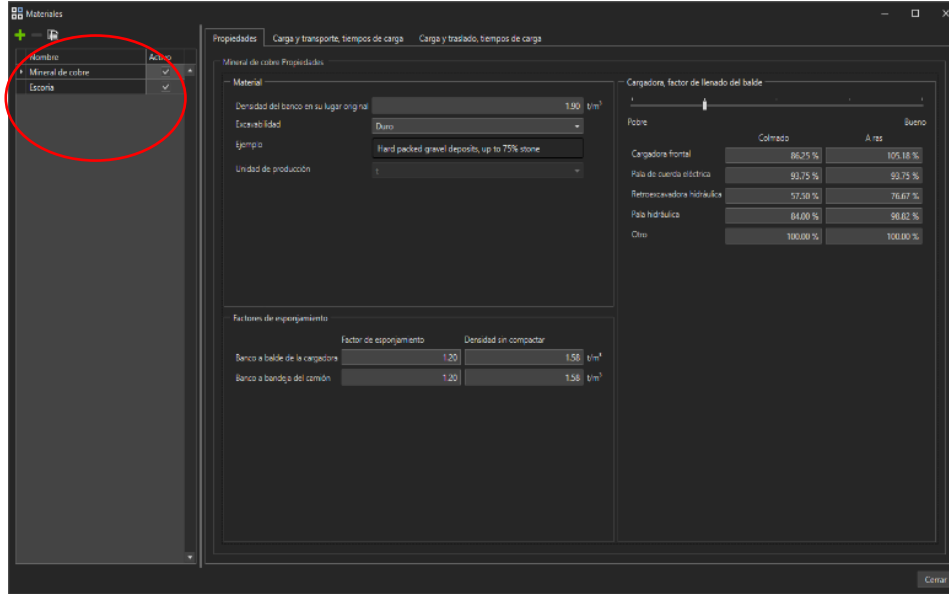 Materiales
Propiedades Carga y transporte, tiempos de carga Carga y traslado, tiempos de carga
Nombre Activo
Mineral de cobre
Escoria
Mineral de cobre Propiedades
Material
Densidad del banco en su lugar original 1.90 t/m³
Excavabilidad Duro
Ejemplo Hard packed gravel deposits, up to 75% stone
Unidad de producción t
Factores de esponjamiento
Factor de esponjamiento Densidad sin compactar
Banco a balde de la cargadora 1.20 1.58 t/m³
Banco a bandeja del camión 1.20 1.58 t/m³
Cargadora, factor de llenado del balde
Pobre Bueno
Colmado A ras
Cargadora frontal 86.25 % 105.18 %
Pala de cuerda eléctrica 93.75 % 93.75 %
Retroexcavadora hidráulica 57.50 % 76.67 %
Pala hidráulica 84.00 % 98.82 %
Otro 100.00 % 100.00 %
Cerrar